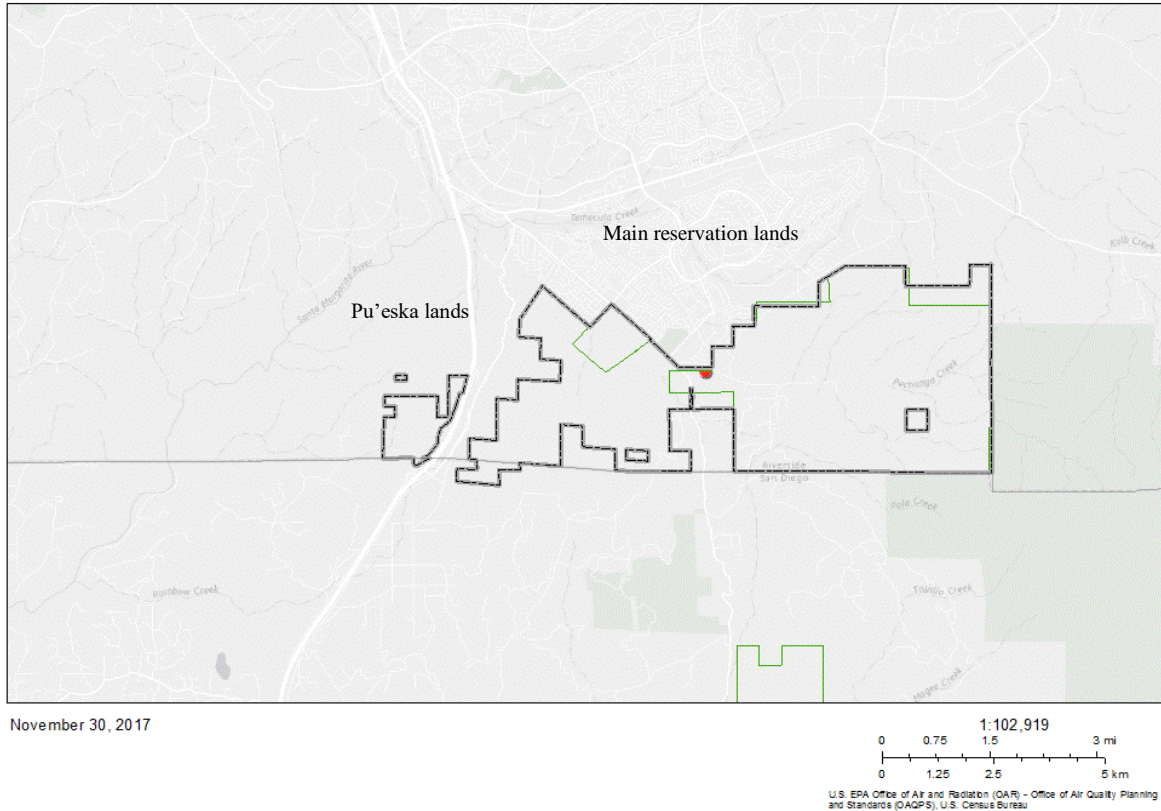 Temecula Creek
Main reservation lands
Kolb Creek
Santa Margarita River
Pu’eska lands
Pechanga Creek
Riverside
San Diego
Pala Creek
Rainbow Creek
Trujillo Creek
Magee Creek
November 30, 2017
1:102,919
0 0.75 1.5 3 mi
0 1.25 2.5 5 km
U.S. EPA Office of Air and Radiation (OAR) - Office of Air Quality Planning
and Standards (OAQPS), U.S. Census Bureau